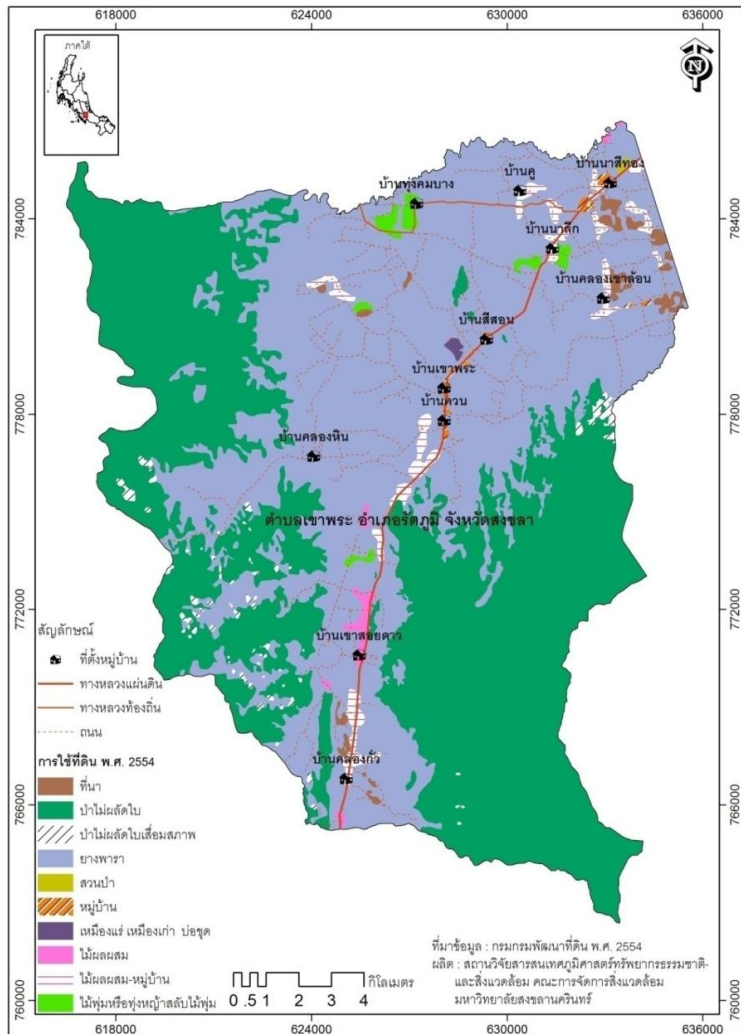 618000 624000 630000 636000
ภาคใต้
N
บ้านนาสีทอง
บ้านคู
บ้านทุ่งคมบาง
784000 784000
บ้านนาลึก
บ้านคลองเขาล้อน
บ้านสีสอน
บ้านเขาพระ
778000 778000
บ้านควน
บ้านคลองหิน
ตำบลเขาพระ อำเภอรัตภูมิ จังหวัดสงขลา
772000 772000
สัญลักษณ์
บ้านเขาสอยดาว
ที่ตั้งหมู่บ้าน
ทางหลวงแผ่นดิน
ทางหลวงท้องถิ่น
ถนน
บ้านคลองกั่ว
การใช้ที่ดิน พ.ศ. 2554
766000 766000
ที่นา
ป่าไม่ผลัดใบ
ป่าไม่ผลัดใบเสื่อมสภาพ
ยางพารา
สวนป่า
หมู่บ้าน
เหมืองแร่ เหมืองเก่า บ่อขุด
ไม้ผลผสม
ไม้ผลผสม-หมู่บ้าน
ไม้พุ่มหรือทุ่งหญ้าสลับไม้พุ่ม
กิโลเมตร
0 .5 1 2 3 4
ที่มาข้อมูล : กรมกรมพัฒนาที่ดิน พ.ศ. 2554
ผลิต : สถานวิจัยสารสนเทศภูมิศาสตร์ทรัพยากรธรรมชาติ-
และสิ่งแวดล้อม คณะการจัดการสิ่งแวดล้อม
มหาวิทยาลัยสงขลานครินทร์
760000 760000
618000 624000 630000 636000